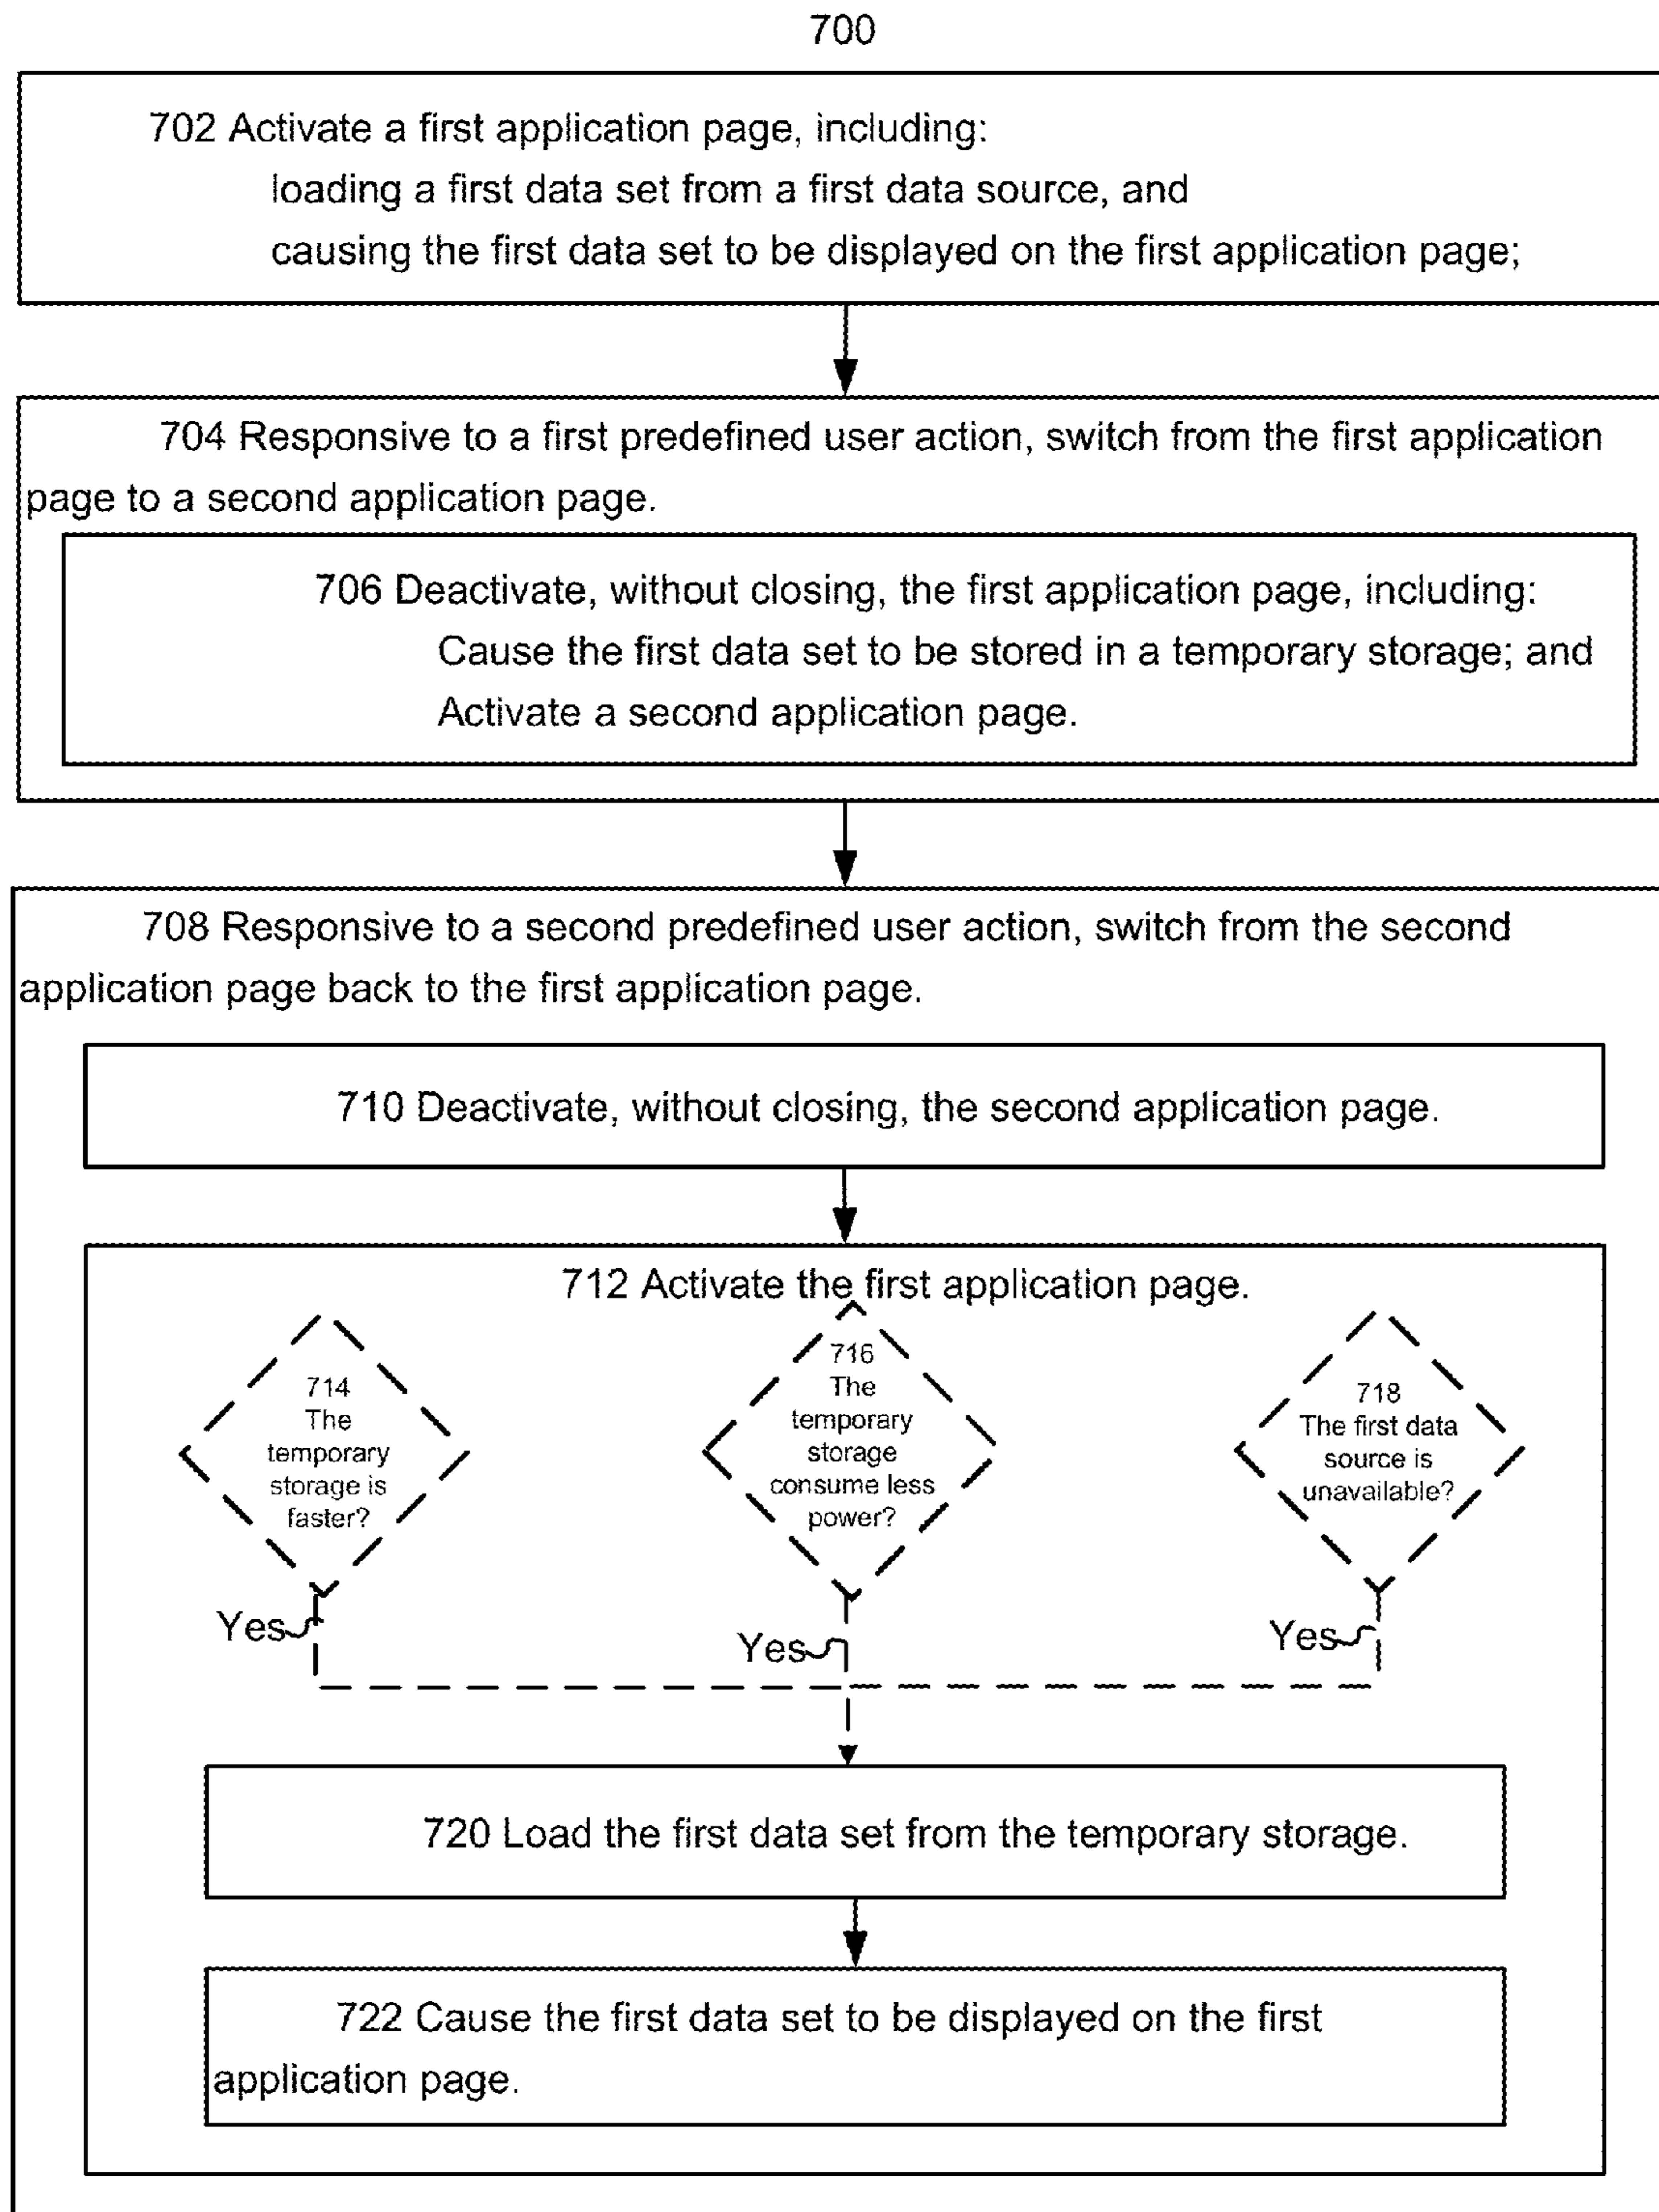 700
702 Activate a first application page, including:
loading a first data set from a first data source, and
causing the first data set to be displayed on the first application page;
704 Responsive to a first predefined user action, switch from the first application
page to a second application page.
706 Deactivate, without closing, the first application page, including:
Cause the first data set to be stored in a temporary storage; and
Activate a second application page.
708 Responsive to a second predefined user action, switch from the second
application page back to the first application page.
710 Deactivate, without closing, the second application page.
712 Activate the first application page.
714
The
temporary
storage is
faster?
716
The
temporary
storage
consume less
power?
718
The first data
source is
unavailable?
Yes
Yes
Yes
720 Load the first data set from the temporary storage.
722 Cause the first data set to be displayed on the first
application page.